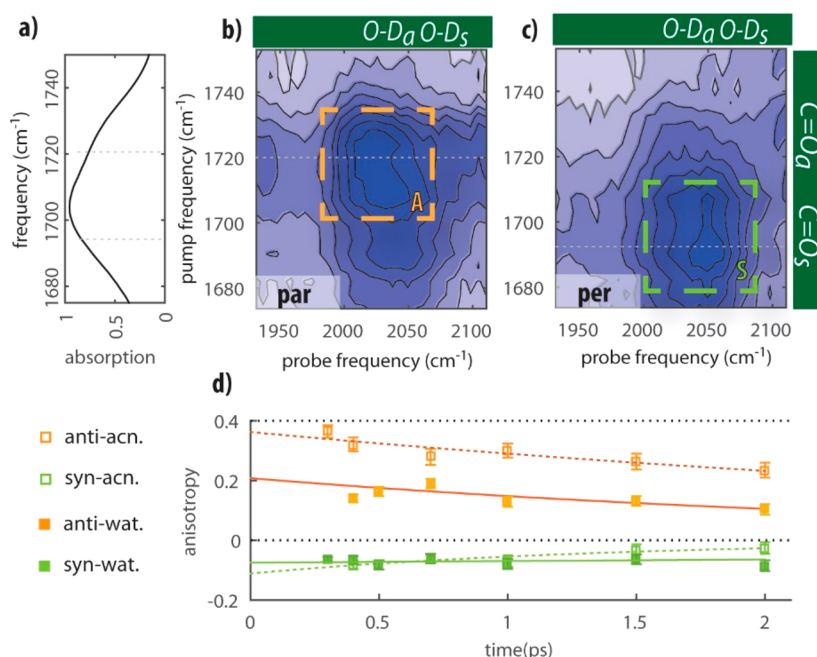 a)
b)
c)
O-Da O-Ds
O-Da O-Ds
1740
1720
1700
1680
frequency (cm-1)
1
0.5
0
absorption
1740
1720
1700
1680
pump frequency (cm-1)
A
par
1950
2000
2050
2100
probe frequency (cm-1)
1740
1720
1700
1680
S
per
1950
2000
2050
2100
probe frequency (cm-1)
C=Oa
C=Os
d)
anti-acn.
syn-acn.
anti-wat.
syn-wat.
0.4
0.2
0
-0.2
anisotropy
0
0.5
1
1.5
2
time(ps)